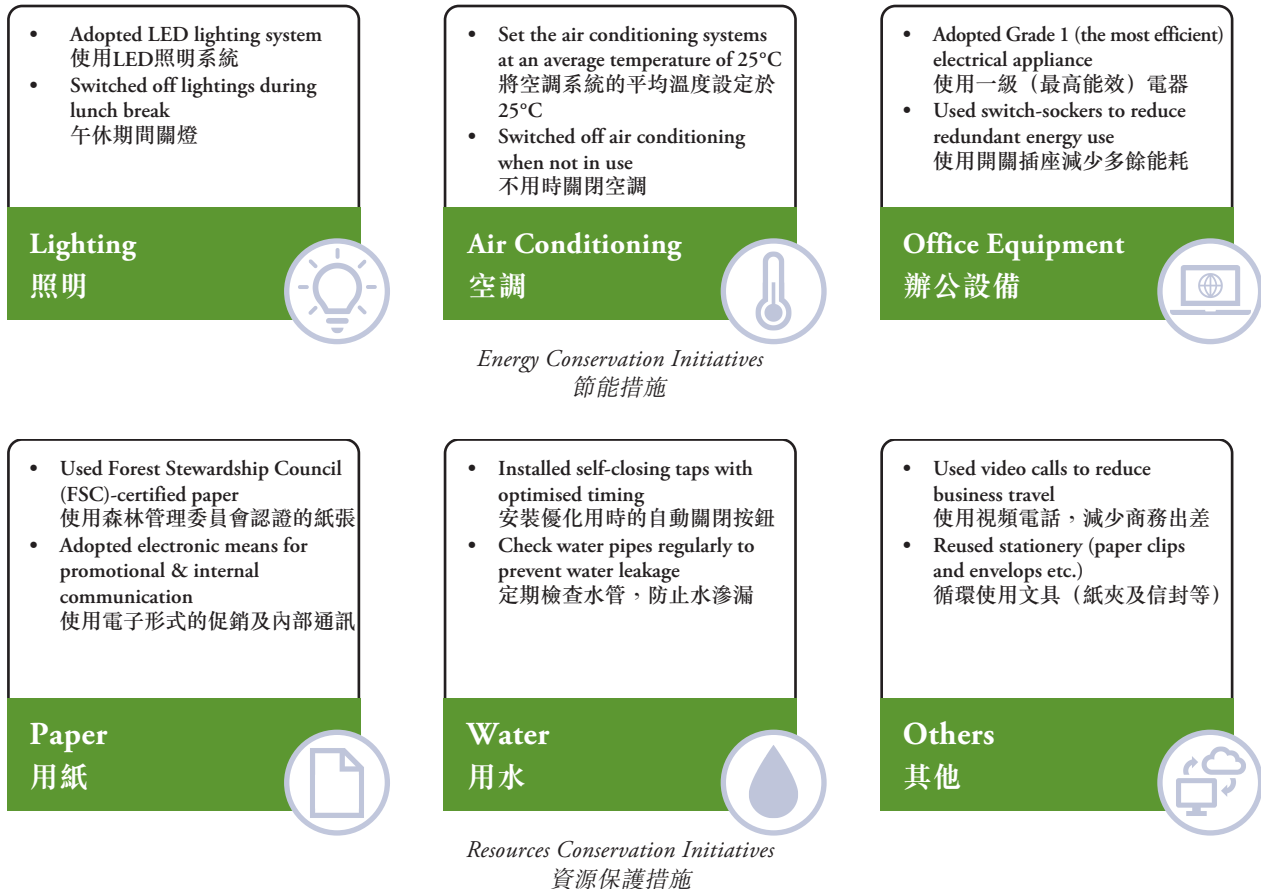 • Adopted LED lighting system
使用LED照明系統
• Switched off lightings during
lunch break
午休期間關燈
Lighting
照明
• Set the air conditioning systems
at an average temperature of 25°C
將空調系統的平均溫度設定於
25°C
• Switched off air conditioning
when not in use
不用時關閉空調
Air Conditioning
空調
• Adopted Grade 1 (the most efficient)
electrical appliance
使用一級（最高能效）電器
• Used switch-sockers to reduce
redundant energy use
使用開關插座減少多餘能耗
Office Equipment
辦公設備
Energy Conservation Initiatives
節能措施
• Used Forest Stewardship Council
(FSC)-certified paper
使用森林管理委員會認證的紙張
• Adopted electronic means for
promotional & internal
communication
使用電子形式的促銷及內部通訊
Paper
用紙
• Installed self-closing taps with
optimised timing
安裝優化用時的自動關閉按鈕
• Check water pipes regularly to
prevent water leakage
定期檢查水管，防止水滲漏
Water
用水
• Used video calls to reduce
business travel
使用視頻電話，減少商務出差
• Reused stationery (paper clips
and envelops etc.)
循環使用文具（紙夾及信封等）
Others
其他
Resources Conservation Initiatives
資源保護措施